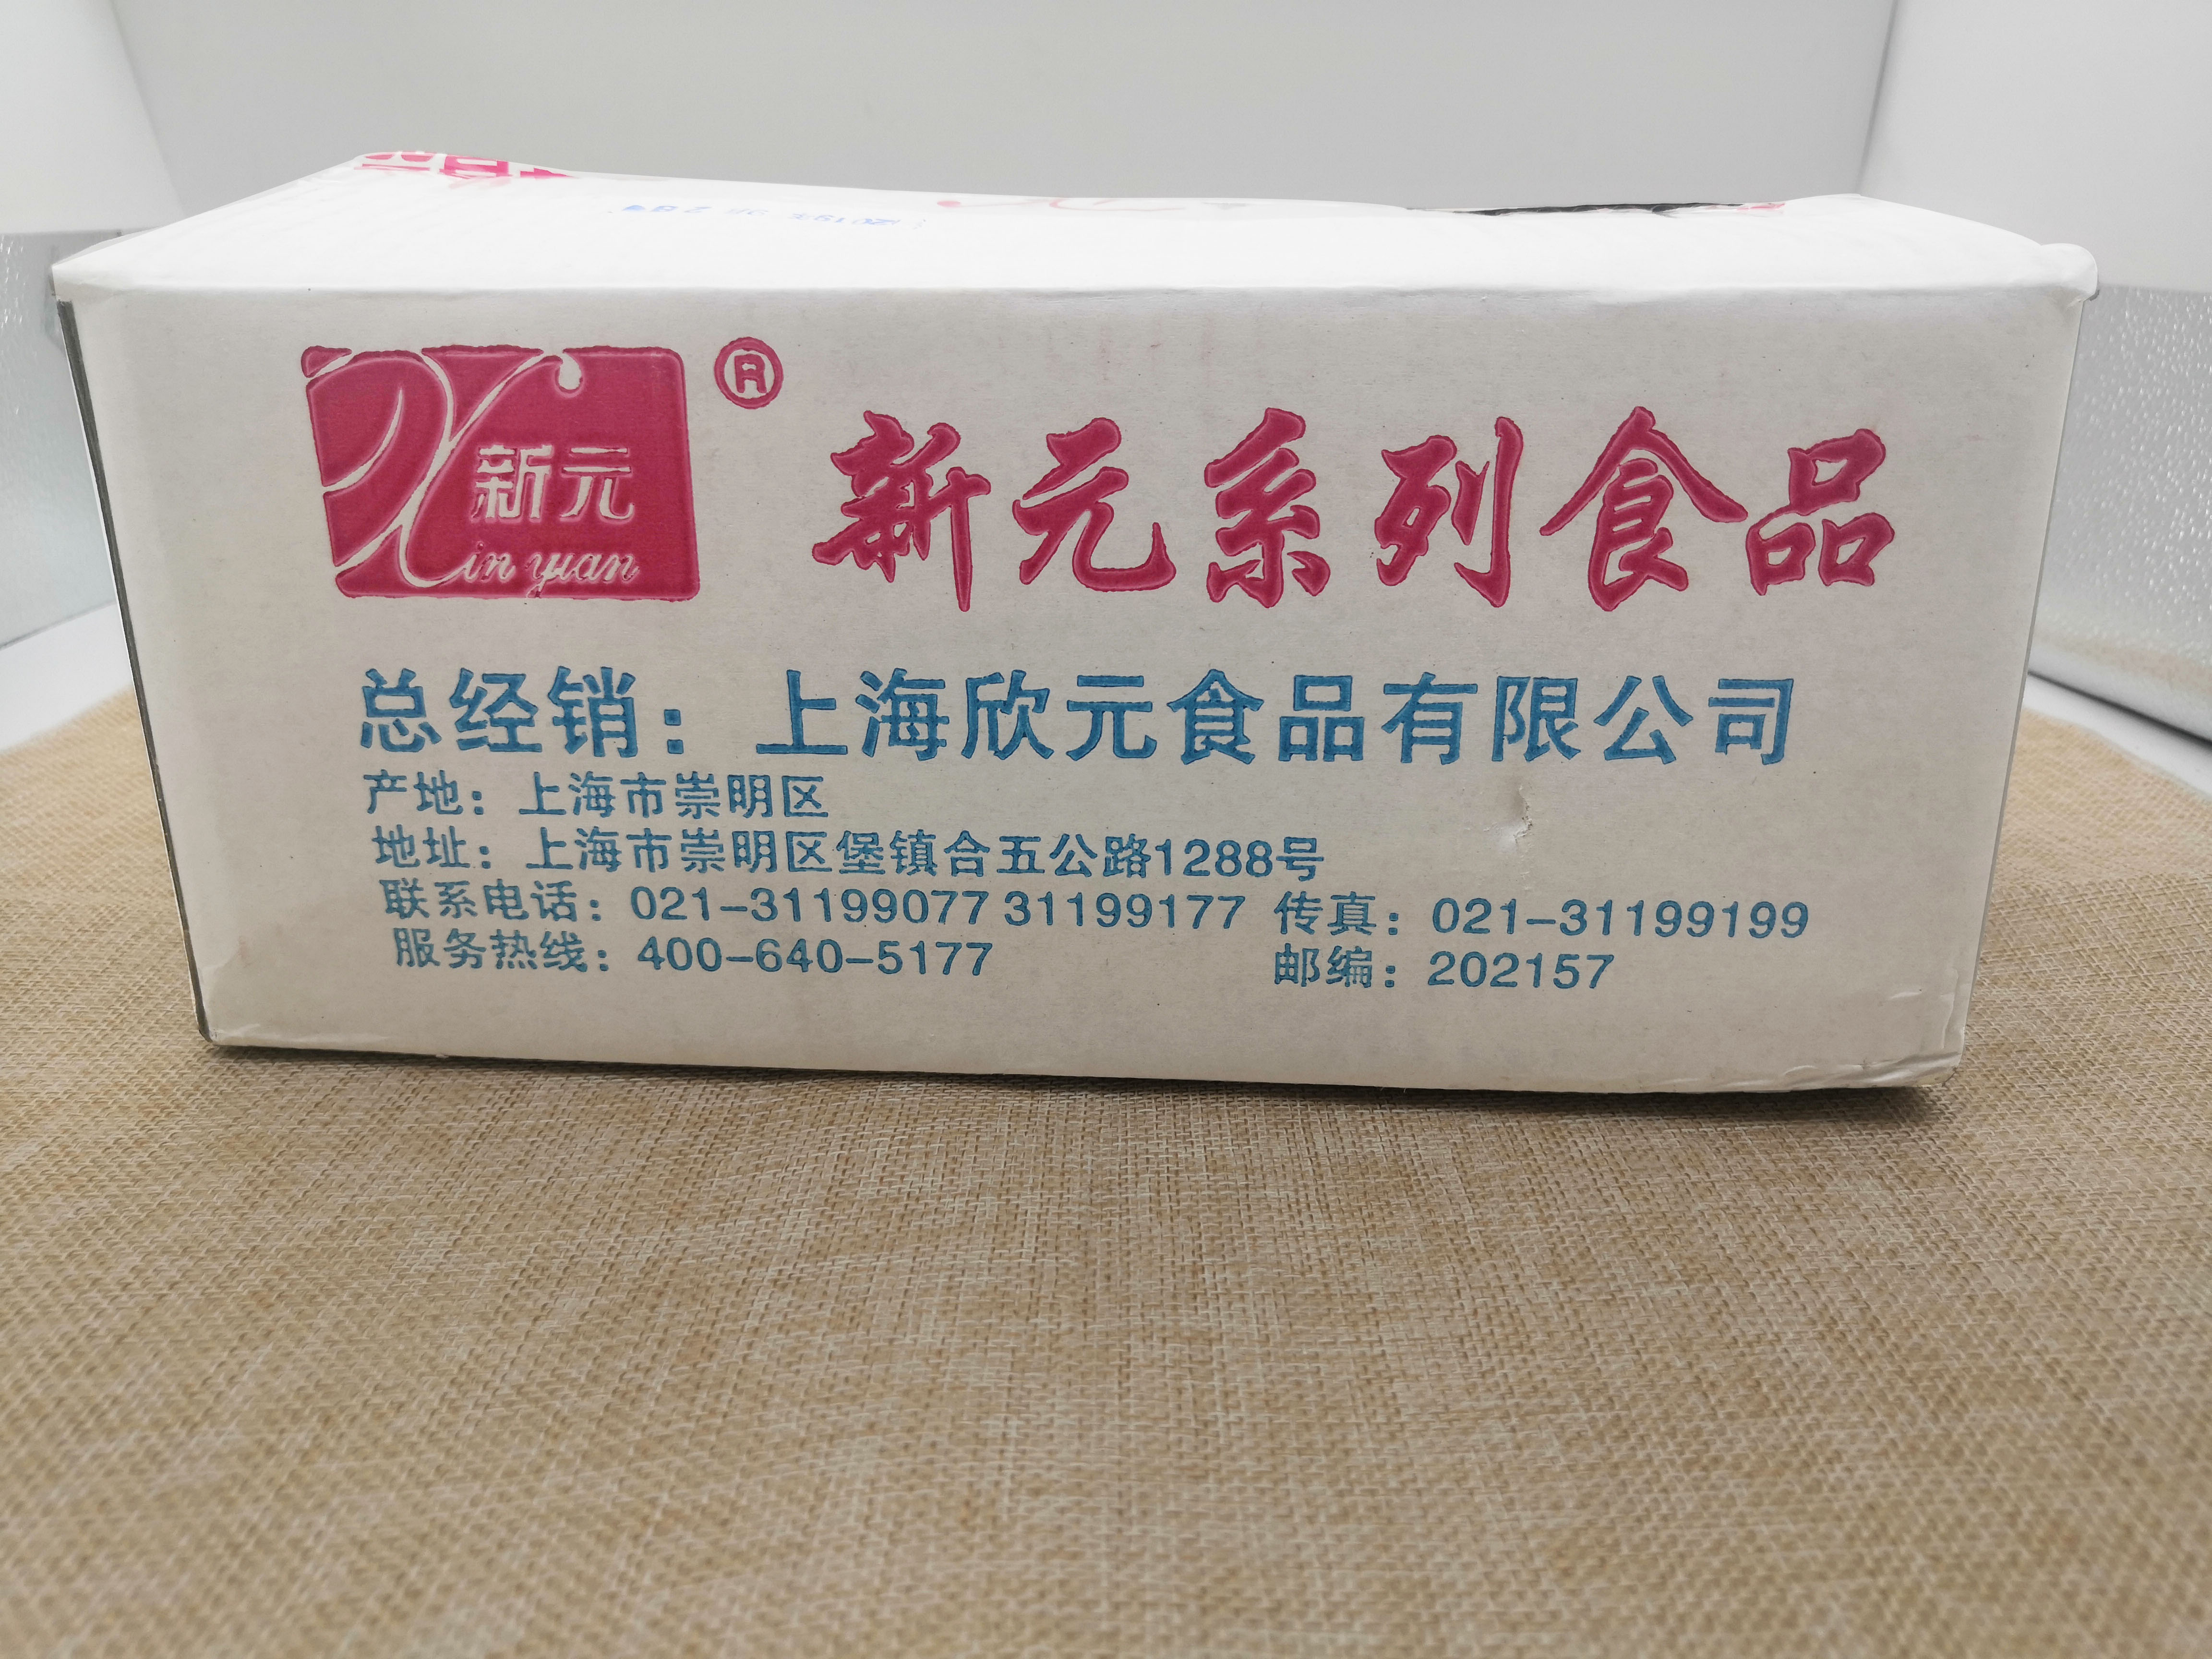 新元
Xin yuan
®
新元系列食品
总经销：上海欣元食品有限公司
产地：上海市崇明区
地址：上海市崇明区堡镇合五公路1288号
联系电话：021-31199077 31199177 传真：021-31199199
服务热线：400-640-5177 邮编：202157